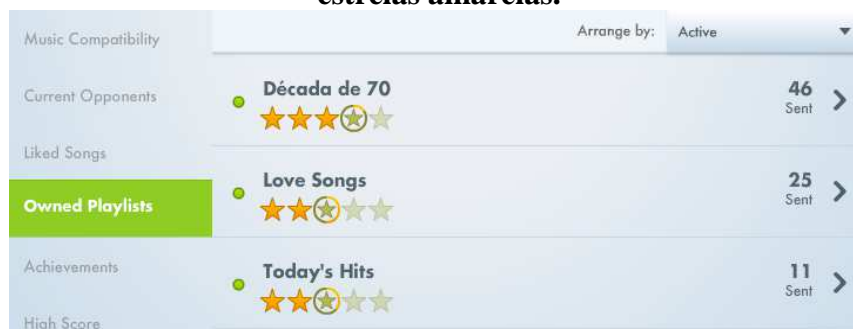 estrelas amarelas.
Music Compatibility
Arrange by: Active
Current Opponents
Década de 70
46
Sent
Liked Songs
Owned Playlists
Love Songs
25
Sent
Achievements
Today's Hits
11
Sent
High Score